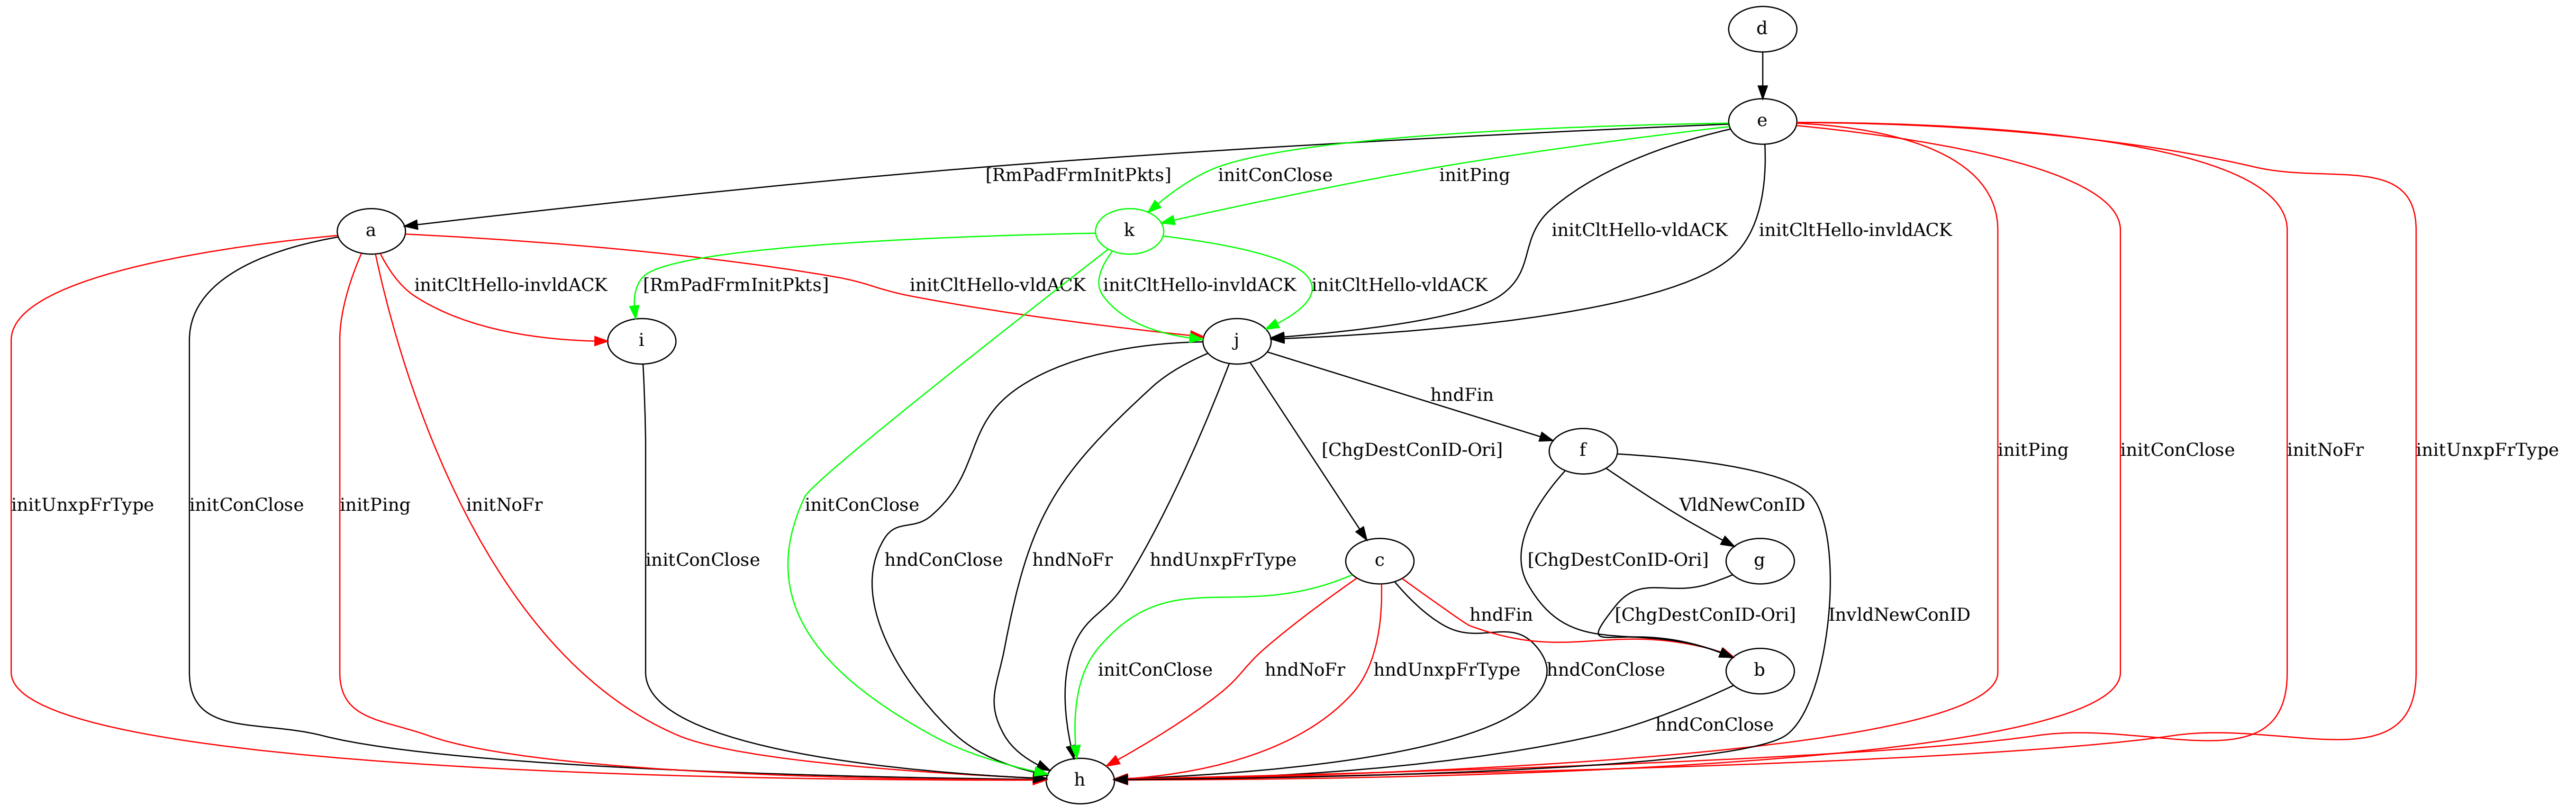 d
e
[RmPadFrmInitPkts]
initConClose
initPing
a
k
initCltHello-vldACK
initCltHello-invldACK
initCltHello-invldACK
[RmPadFrmInitPkts]
initCltHello-vldACK
initCltHello-invldACK
initCltHello-vldACK
i
j
hndFin
[ChgDestConID-Ori]
f
initPing
initConClose
initNoFr
initUnxpFrType
initUnxpFrType
initConClose
initPing
initNoFr
initConClose
VldNewConID
initConClose
hndConClose
hndNoFr
hndUnxpFrType
c
[ChgDestConID-Ori]
g
hndFin
[ChgDestConID-Ori]
InvldNewConID
initConClose
hndNoFr
hndUnxpFrType
hndConClose
b
hndConClose
h